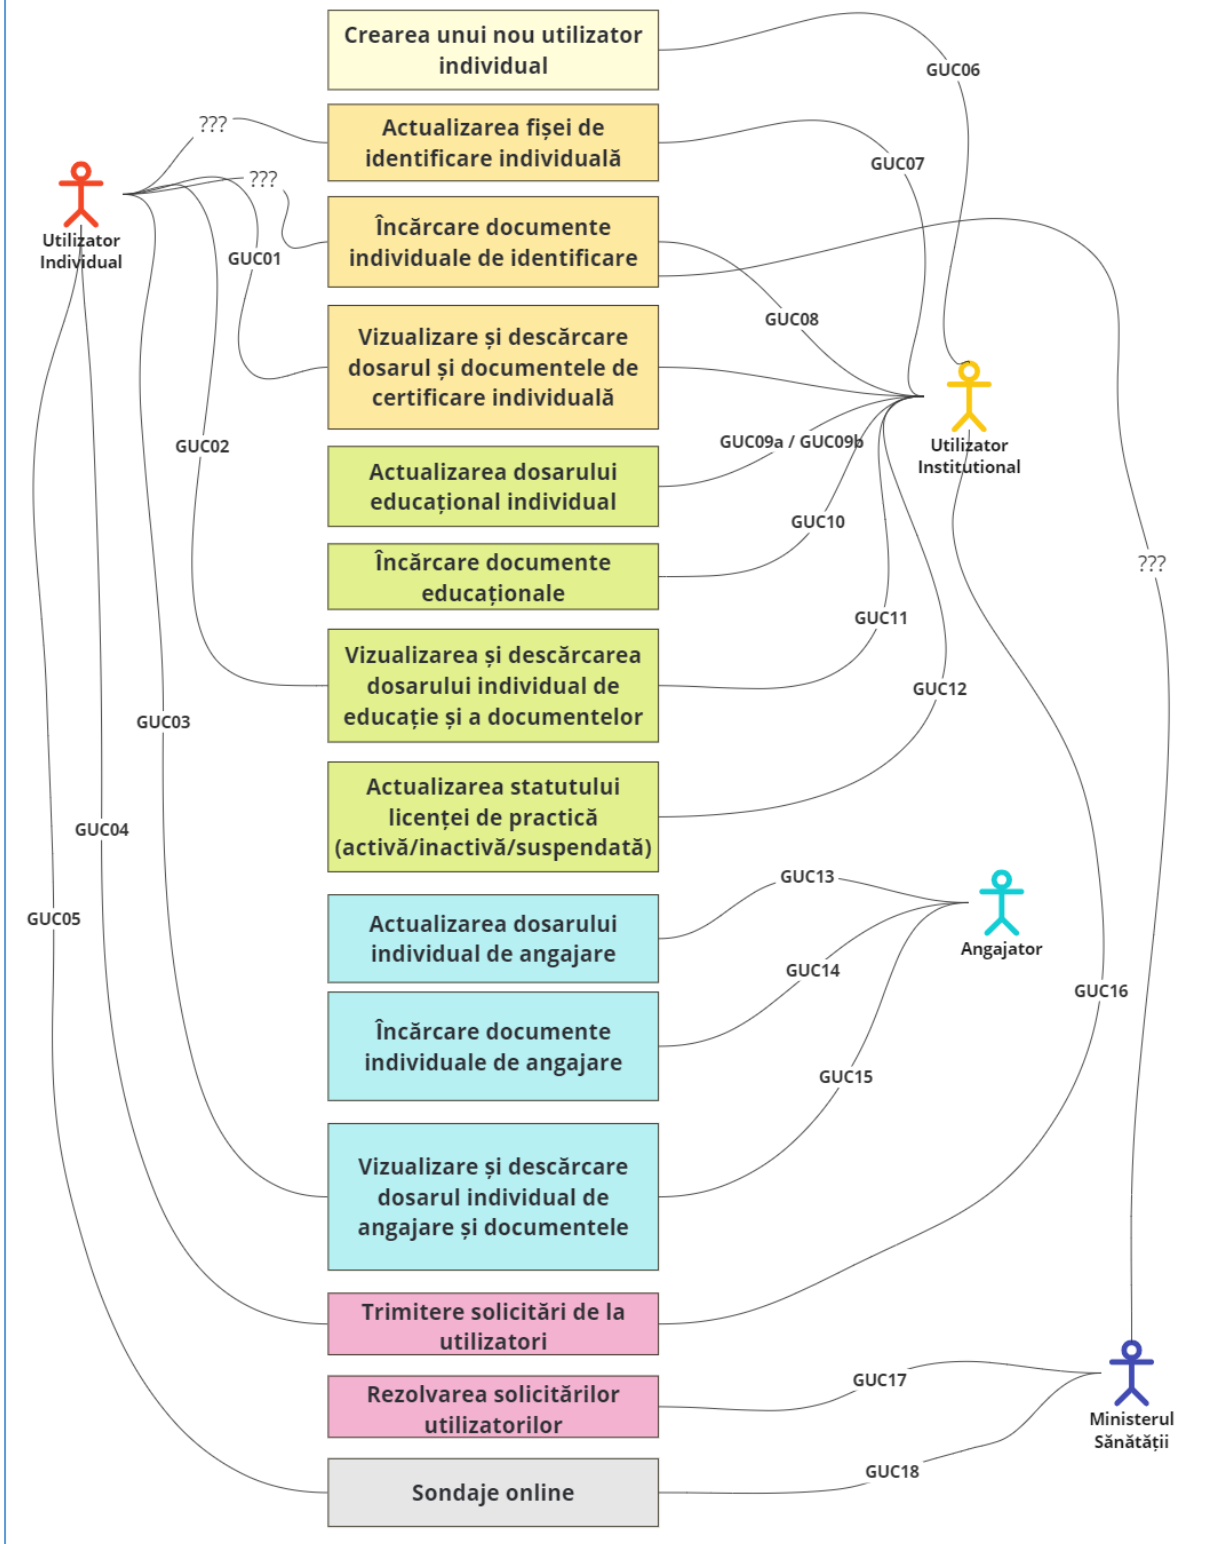 Crearea unui nou utilizator
individual
GUC06
Actualizarea fișei de
identificare individuală
???
GUC07
???
Utilizator
Individual
Încărcare documente
individuale de identificare
GUC01
GUC08
Vizualizare și descărcare
dosarul și documentele de
certificare individuală
Utilizator
Institutional
GUC02
GUC09a / GUC09b
Actualizarea dosarului
educațional individual
GUC10
Încărcare documente
educaționale
???
GUC11
Vizualizarea și descărcarea
dosarului individual de
educație și a documentelor
GUC12
GUC03
Actualizarea statutului
licenței de practică
(activă/inactivă/suspendată)
GUC04
GUC13
GUC05
Actualizarea dosarului
individual de angajare
Angajator
GUC14
GUC16
Încărcare documente
individuale de angajare
GUC15
Vizualizare și descărcare
dosarul individual de
angajare și documentele
Trimitere solicitări de la
utilizatori
GUC17
Rezolvarea solicitărilor
utilizatorilor
Ministerul
Sănătății
GUC18
Sondaje online